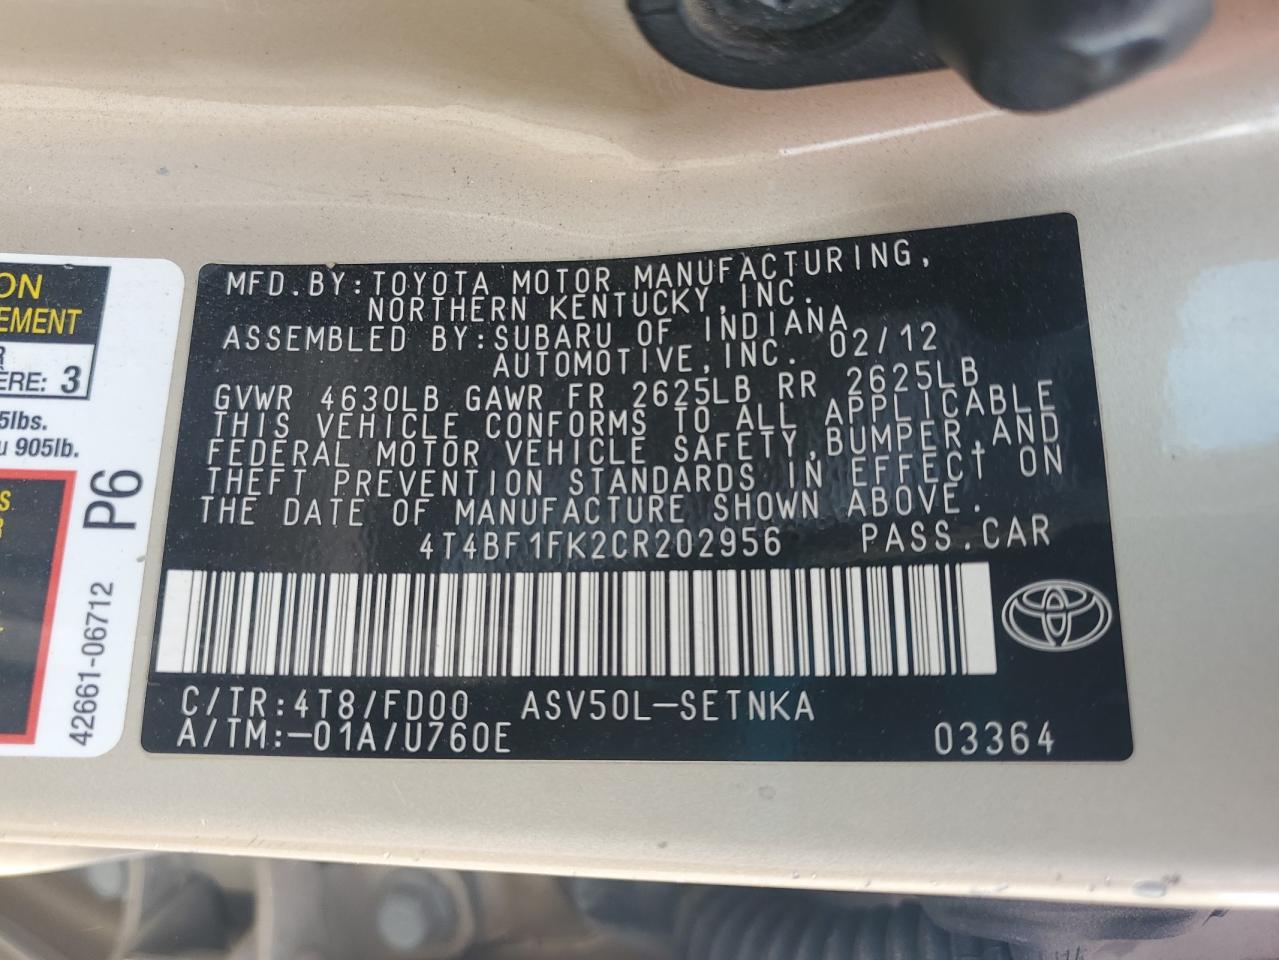 ON
EMENT
R
ÈRE: 3
5lbs.
u 905lb.
S
R
P6
42661-06712
MFD.BY:TOYOTA MOTOR MANUFACTURING,
NORTHERN KENTUCKY,INC.
ASSEMBLED BY:SUBARU OF INDIANA
AUTOMOTIVE,INC. 02/12
GVWR 4630LB GAWR FR 2625LB RR 2625LB
THIS VEHICLE CONFORMS TO ALL APPLICABLE
FEDERAL MOTOR VEHICLE SAFETY,BUMPER,AND
THEFT PREVENTION STANDARDS IN EFFECT ON
THE DATE OF MANUFACTURE SHOWN ABOVE.
4T4BF1FK2CR202956 PASS.CAR
C/TR:4T8/FD00 ASV50L-SETNKA
A/TM:-01A/U760E 03364